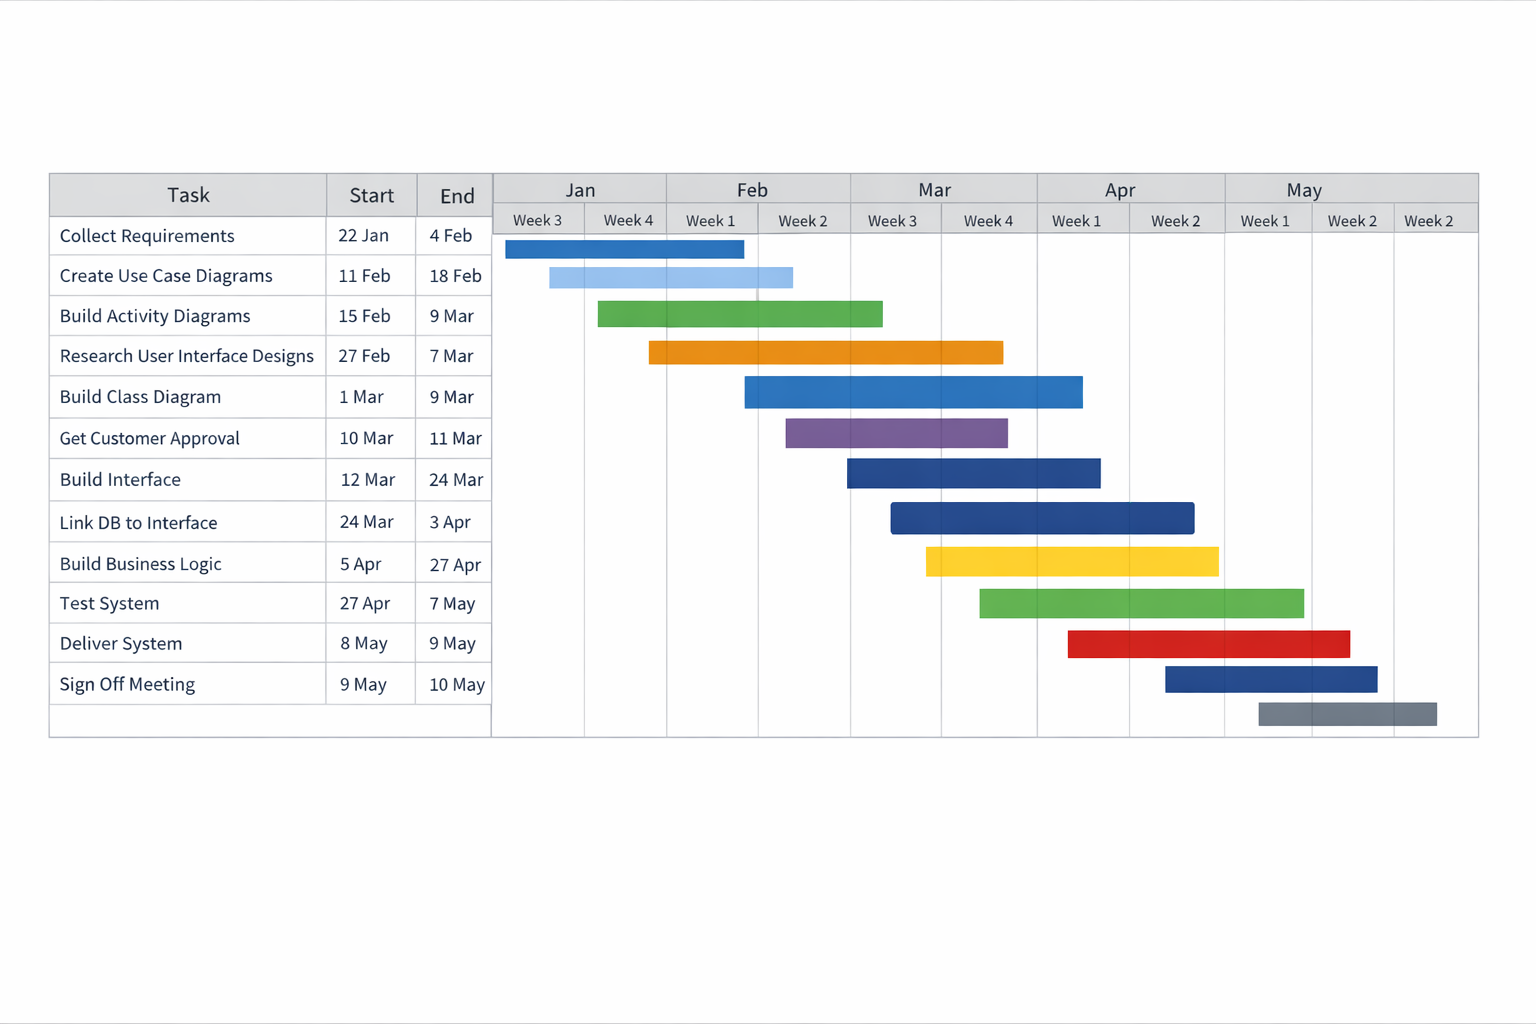 Task Start End Jan Feb Mar Apr May
Week 3 Week 4 Week 1 Week 2 Week 3 Week 4 Week 1 Week 2 Week 1 Week 2 Week 2
Collect Requirements 22 Jan 4 Feb
Create Use Case Diagrams 11 Feb 18 Feb
Build Activity Diagrams 15 Feb 9 Mar
Research User Interface Designs 27 Feb 7 Mar
Build Class Diagram 1 Mar 9 Mar
Get Customer Approval 10 Mar 11 Mar
Build Interface 12 Mar 24 Mar
Link DB to Interface 24 Mar 3 Apr
Build Business Logic 5 Apr 27 Apr
Test System 27 Apr 7 May
Deliver System 8 May 9 May
Sign Off Meeting 9 May 10 May